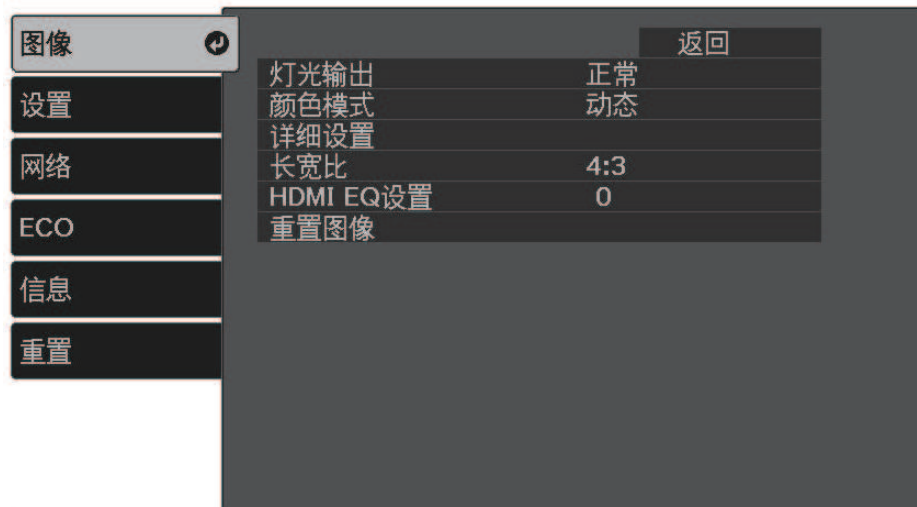 图像
设置
网络
ECO
信息
重置
返回
灯光输出 正常
颜色模式 动态
详细设置
长宽比 4:3
HDMI EQ设置 0
重置图像